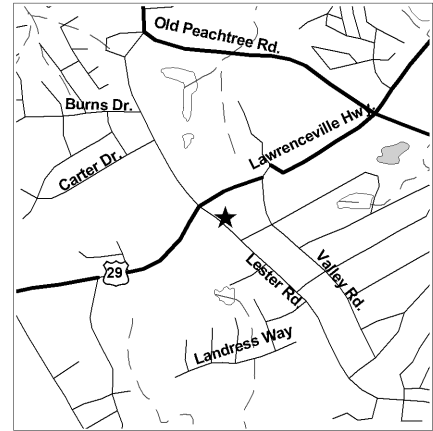 Old Peachtree Rd.
Burns Dr.
Lawrenceville Hwy.
Carter Dr.
29
Lester Rd
Valley Rd.
Landress Way